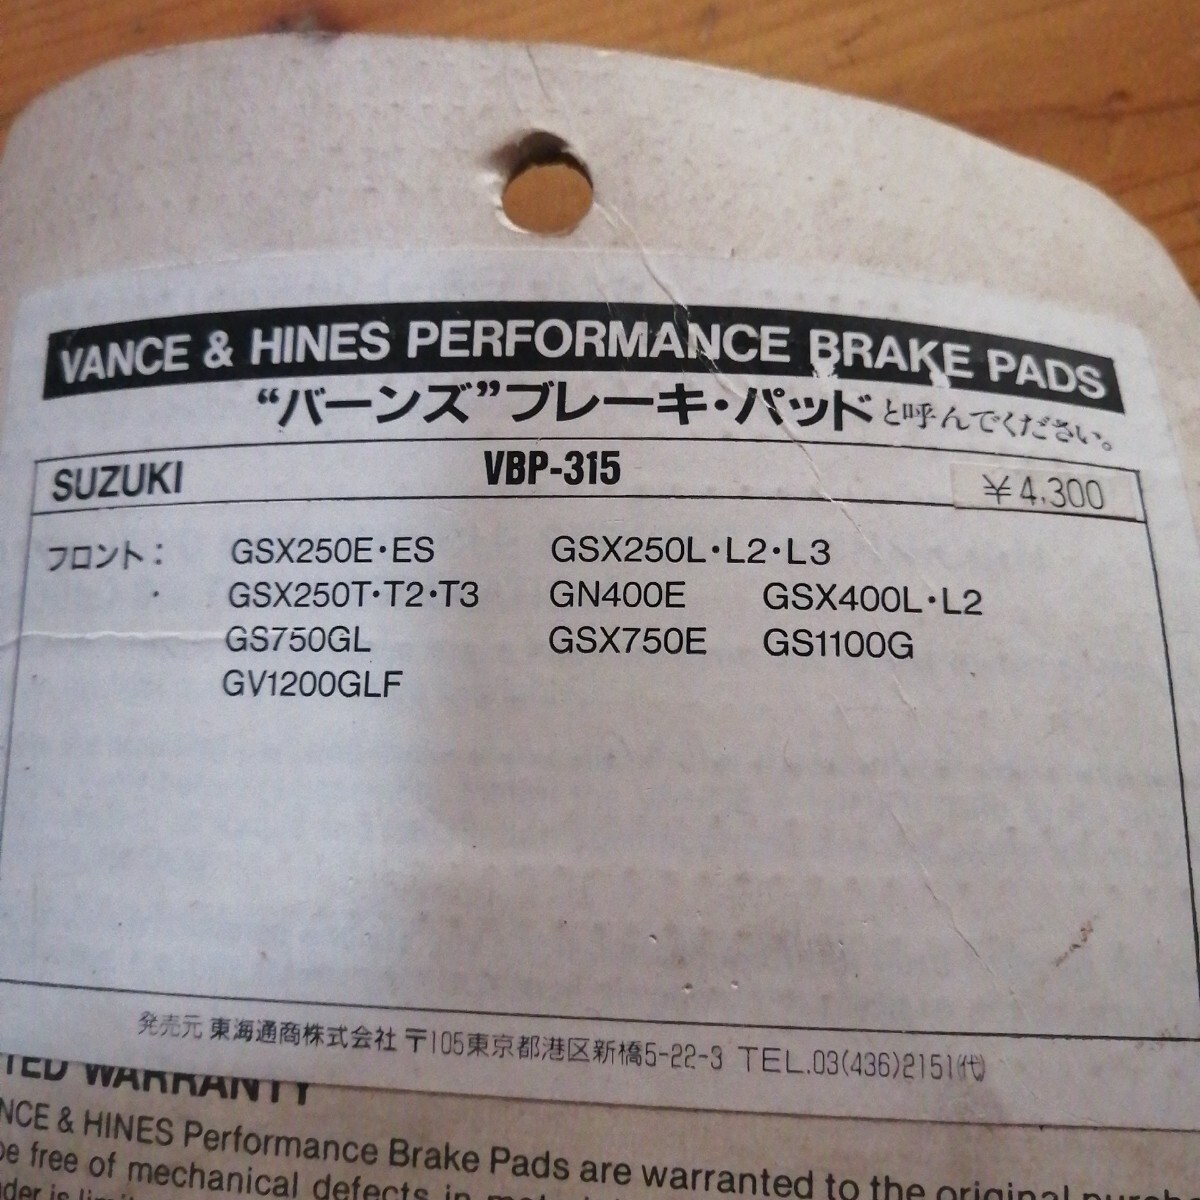 VANCE & HINES PERFORMANCE BRAKE PADS
“バーンズ”ブレーキ・パッドと呼んでください。
SUZUKI VBP-315 ¥4,300
フロント： GSX250E・ES GSX250L・L2・L3
GSX250T・T2・T3 GN400E GSX400L・L2
GS750GL GSX750E GS1100G
GV1200GLF
発売元 東海通商株式会社 〒105東京都港区新橋5-22-3 TEL.03(436)2151(代)
TED WARRANTY
NCE & HINES Performance Brake Pads are warranted to the original
be free of mechanical defects in